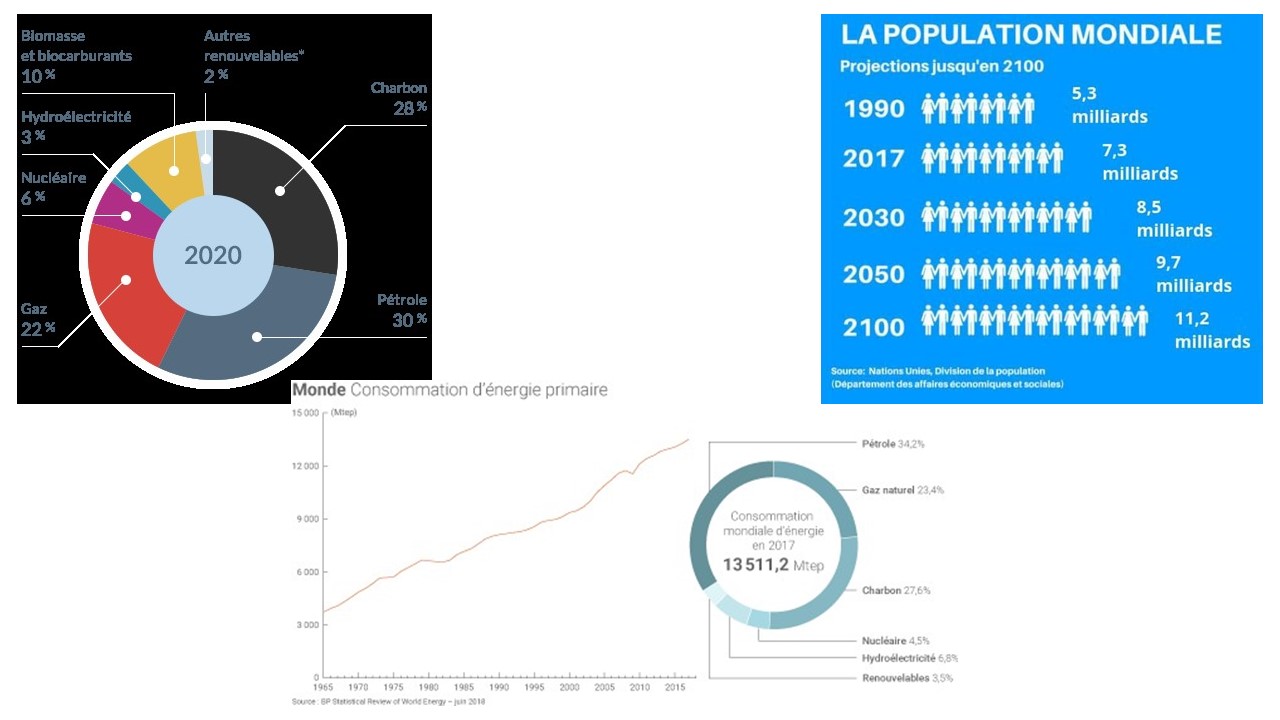 Biomasse
et biocarburants
10 %
Autres
renouvelables*
2 %
Charbon
28 %
Hydroélectricité
3 %
Nucléaire
6 %
2020
Gaz
22 %
Pétrole
30 %
LA POPULATION MONDIALE
Projections jusqu'en 2100
1990
5,3
milliards
2017
7,3
milliards
2030
8,5
milliards
2050
9,7
milliards
2100
11,2
milliards
Source: Nations Unies, Division de la population
(Département des affaires économiques et sociales)
Monde Consommation d'énergie primaire
15 000 (Mtep)
12 000
9 000
6 000
3 000
0
1965 1970 1975 1980 1985 1990 1995 2000 2005 2010 2015
Source : BP Statistical Review of World Energy – juin 2018
Consommation
mondiale d'énergie
en 2017
13 511,2 Mtep
Pétrole 34,2%
Gaz naturel 23,4%
Charbon 27,6%
Nucléaire 4,5%
Hydroélectricité 6,8%
Renouvelables 3,5%